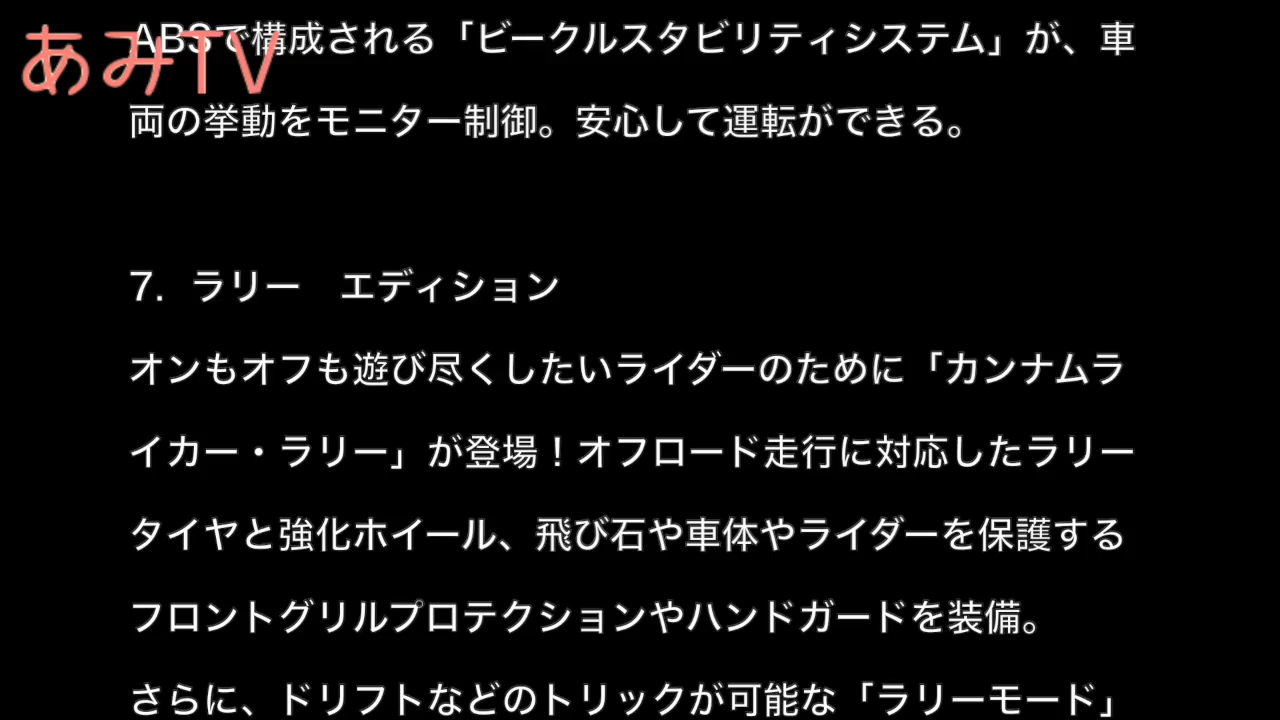 あみTV
ABSで構成される「ビークルスタビリティシステム」が、車
両の挙動をモニター制御。安心して運転ができる。
7. ラリー　エディション
オンもオフも遊び尽くしたいライダーのために「カンナムラ
イカー・ラリー」が登場！オフロード走行に対応したラリー
タイヤと強化ホイール、飛び石や車体やライダーを保護する
フロントグリルプロテクションやハンドガードを装備。
さらに、ドリフトなどのトリックが可能な「ラリーモード」